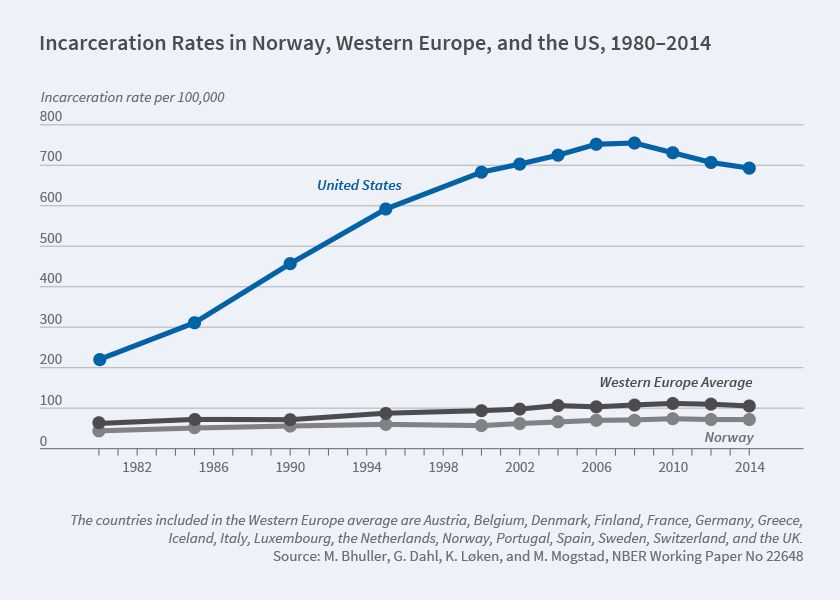 Incarceration Rates in Norway, Western Europe, and the US, 1980–2014
Incarceration rate per 100,000
800
700
United States
600
500
400
300
200
Western Europe Average
100
Norway
0
1982 1986 1990 1994 1998 2002 2006 2010 2014
The countries included in the Western Europe average are Austria, Belgium, Denmark, Finland, France, Germany, Greece,
Iceland, Italy, Luxembourg, the Netherlands, Norway, Portugal, Spain, Sweden, Switzerland, and the UK.
Source: M. Bhuller, G. Dahl, K. Løken, and M. Mogstad, NBER Working Paper No 22648